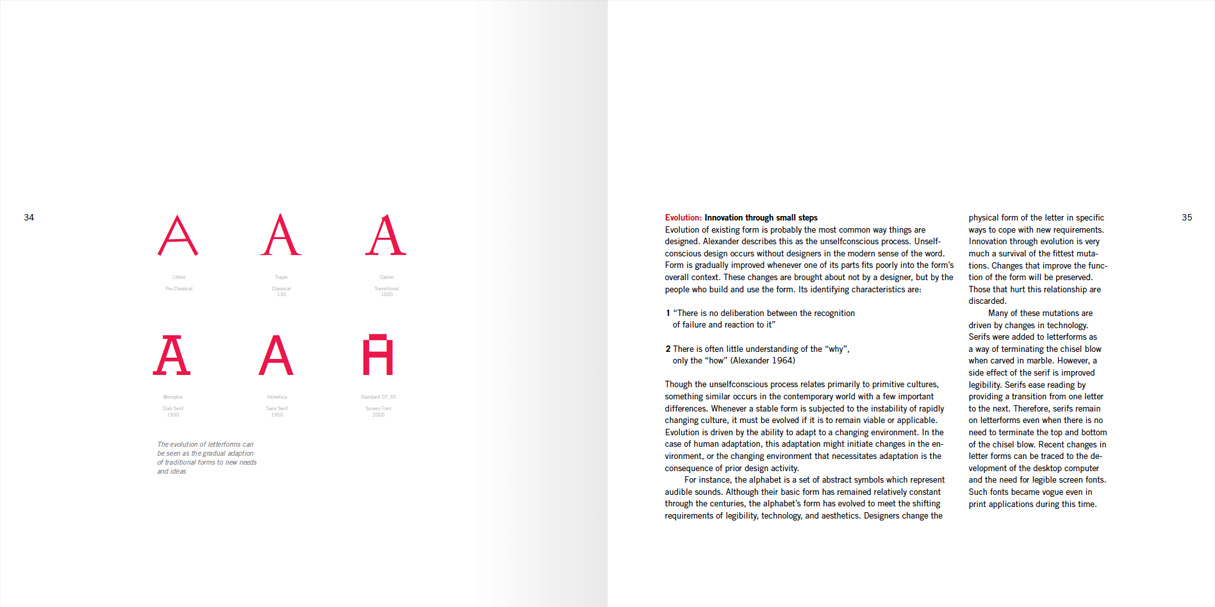 34
Lithos
Pre Classical
Trajan
Classical
130
Caslon
Transitional
1600
Memphis
Slab Serif
1930
Helvetica
Sans Serif
1950
Standard 07_55
Screen Font
2000
The evolution of letterforms can
be seen as the gradual adaption
of traditional forms to new needs
and ideas
Evolution: Innovation through small steps
Evolution of existing form is probably the most common way things are
designed. Alexander describes this as the unselfconscious process. Unself-
conscious design occurs without designers in the modern sense of the word.
Form is gradually improved whenever one of its parts fits poorly into the form's
overall context. These changes are brought about not by a designer, but by the
people who build and use the form. Its identifying characteristics are:
1 “There is no deliberation between the recognition
of failure and reaction to it”
2 There is often little understanding of the “why”,
only the “how” (Alexander 1964)
Though the unselfconscious process relates primarily to primitive cultures,
something similar occurs in the contemporary world with a few important
differences. Whenever a stable form is subjected to the instability of rapidly
changing culture, it must be evolved if it is to remain viable or applicable.
Evolution is driven by the ability to adapt to a changing environment. In the
case of human adaptation, this adaptation might initiate changes in the en-
vironment, or the changing environment that necessitates adaptation is the
consequence of prior design activity.
For instance, the alphabet is a set of abstract symbols which represent
audible sounds. Although their basic form has remained relatively constant
through the centuries, the alphabet's form has evolved to meet the shifting
requirements of legibility, technology, and aesthetics. Designers change the
physical form of the letter in specific
ways to cope with new requirements.
Innovation through evolution is very
much a survival of the fittest muta-
tions. Changes that improve the func-
tion of the form will be preserved.
Those that hurt this relationship are
discarded.
Many of these mutations are
driven by changes in technology.
Serifs were added to letterforms as
a way of terminating the chisel blow
when carved in marble. However, a
side effect of the serif is improved
legibility. Serifs ease reading by
providing a transition from one letter
to the next. Therefore, serifs remain
on letterforms even when there is no
need to terminate the top and bottom
of the chisel blow. Recent changes in
letter forms can be traced to the de-
velopment of the desktop computer
and the need for legible screen fonts.
Such fonts became vogue even in
print applications during this time.
35
A A A
A A A